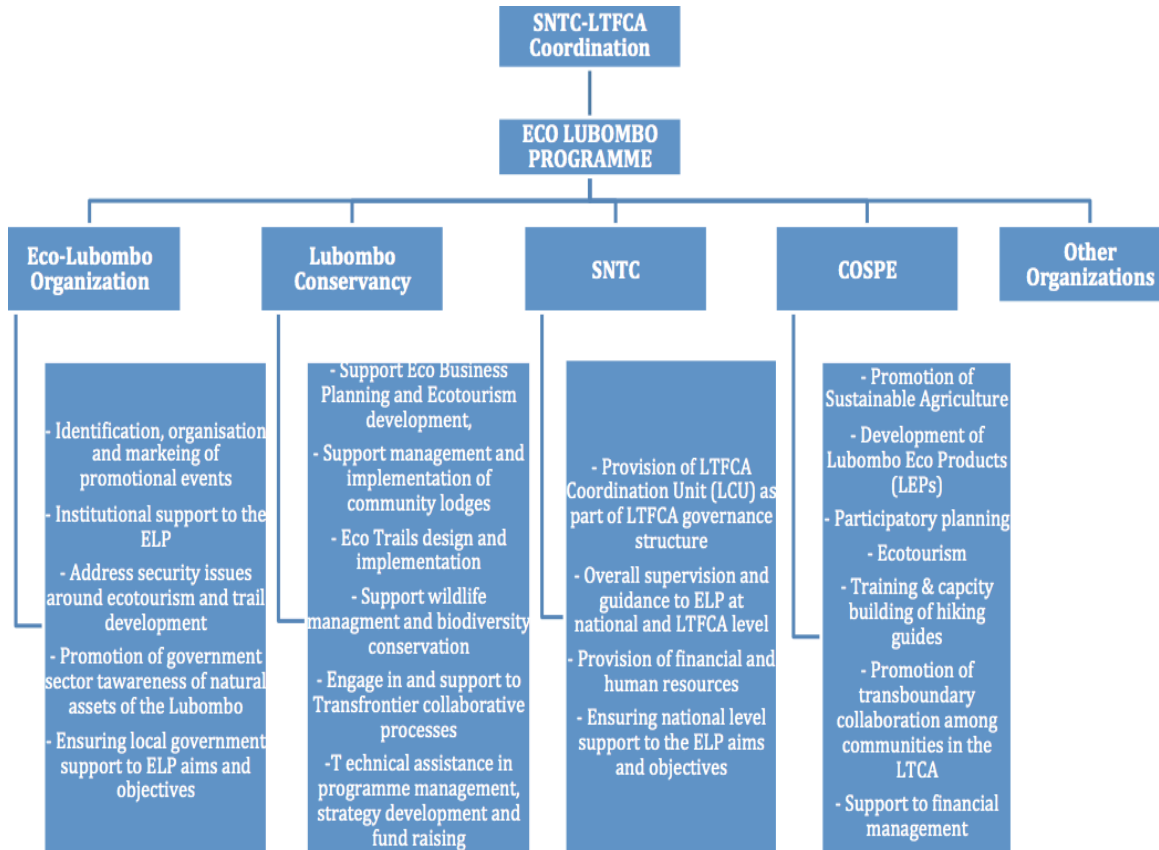 SNTC-LTFCA
Coordination
ECO LUBOMBO
PROGRAMME
Eco-Lubombo
Organization
Lubombo
Conservancy
SNTC
COSPE
Other
Organizations
- Identification, organisation
and markeing of
promotional events
- Institutional support to the
ELP
- Address security issues
around ecotourism and trail
development
- Promotion of government
sector tawareness of natural
assets of the Lubombo
- Ensuring local government
support to ELP aims and
objectives
- Support Eco Business
Planning and Ecotourism
development,
- Support management and
implementation of
community lodges
- Eco Trails design and
implementation
- Support wildlife
managment and biodiversity
conservation
- Engage in and support to
Transfrontier collaborative
processes
-T echnical assistance in
programme management,
strategy development and
fund raising
- Provision of LTFCA
Coordination Unit (LCU) as
part of LTFCA governance
structure
- Overall supervision and
guidance to ELP at
national and LTFCA level
- Provision of financial and
human resources
- Ensuring national level
support to the ELP aims
and objectives
- Promotion of
Sustainable Agriculture
- Development of
Lubombo Eco Products
(LEPs)
- Participatory planning
- Ecotourism
- Training & capcity
building of hiking
guides
- Promotion of
transboundary
collaboration among
communities in the
LTCA
- Support to financial
management